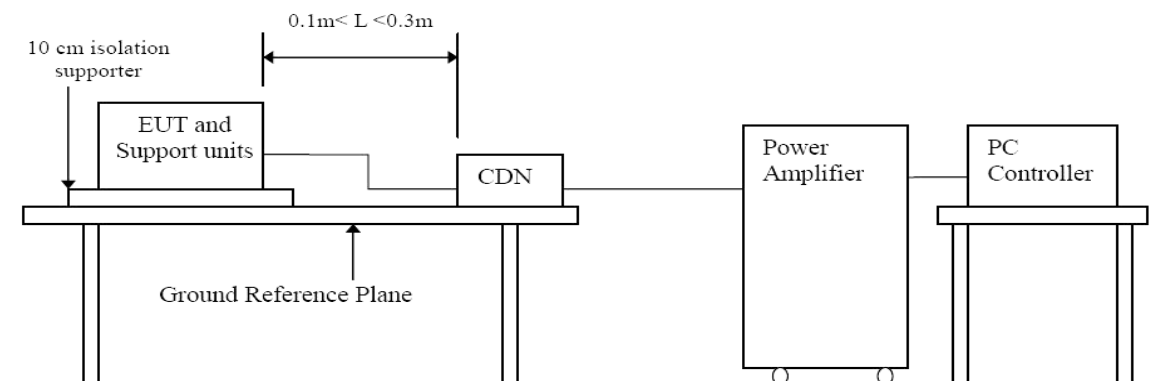 0.1m< L <0.3m
10 cm isolation
supporter
EUT and
Support units
CDN
Power
Amplifier
PC
Controller
Ground Reference Plane